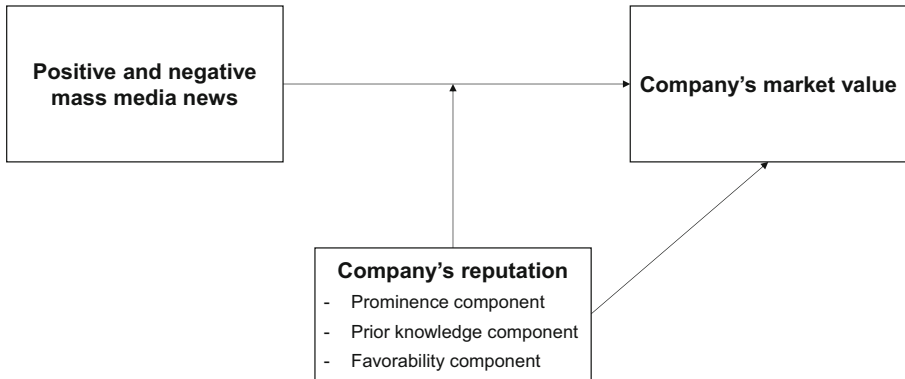 Positive and negative
mass media news
Company’s market value
Company’s reputation
- Prominence component
- Prior knowledge component
- Favorability component